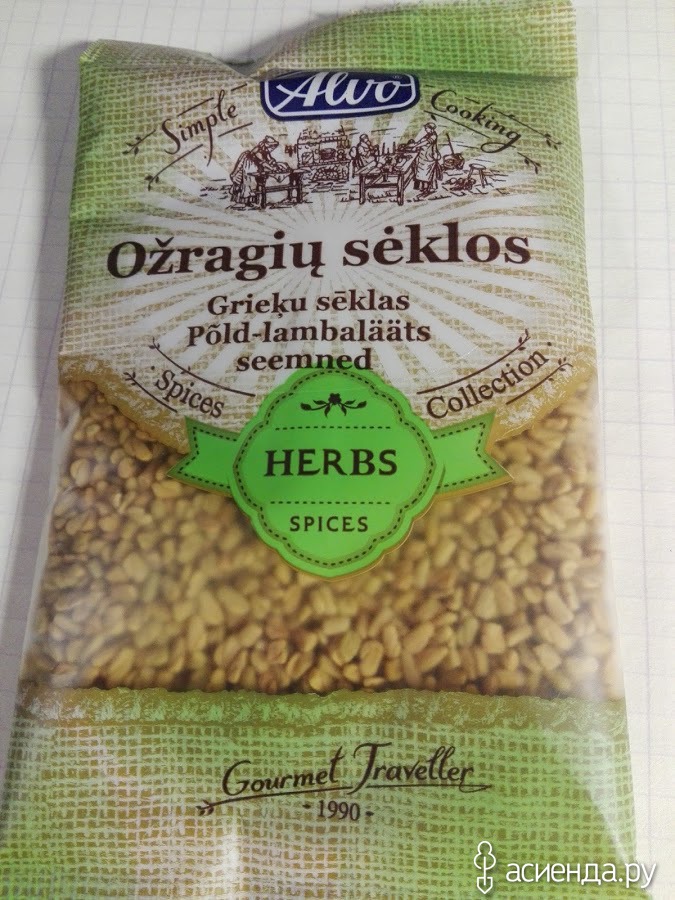 Alvo
Simple Cooking
Ožragių sėklos
Grieķu sēklas
Põld-lambalääts
seemned
Spices Collection
HERBS
SPICES
Gourmet Traveller
- 1990 -
асиенда.ру